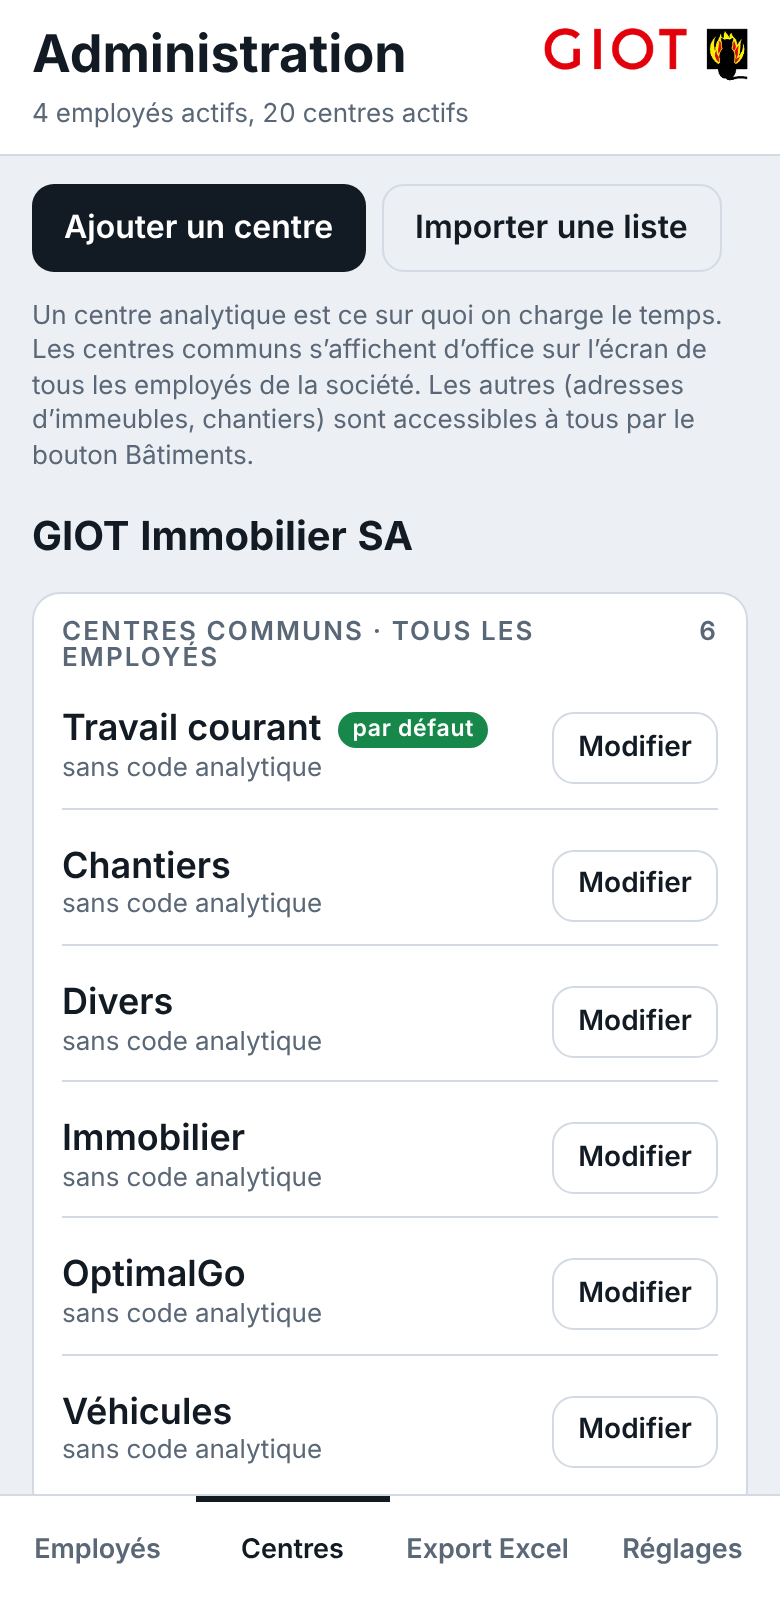 Administration
GIOT
4 employés actifs, 20 centres actifs
Ajouter un centre
Importer une liste
Un centre analytique est ce sur quoi on charge le temps.
Les centres communs s’affichent d’office sur l’écran de
tous les employés de la société. Les autres (adresses
d’immeubles, chantiers) sont accessibles à tous par le
bouton Bâtiments.
GIOT Immobilier SA
CENTRES COMMUNS · TOUS LES
EMPLOYÉS
6
Travail courant par défaut
sans code analytique
Modifier
Chantiers
sans code analytique
Modifier
Divers
sans code analytique
Modifier
Immobilier
sans code analytique
Modifier
OptimalGo
sans code analytique
Modifier
Véhicules
sans code analytique
Modifier
Employés
Centres
Export Excel
Réglages